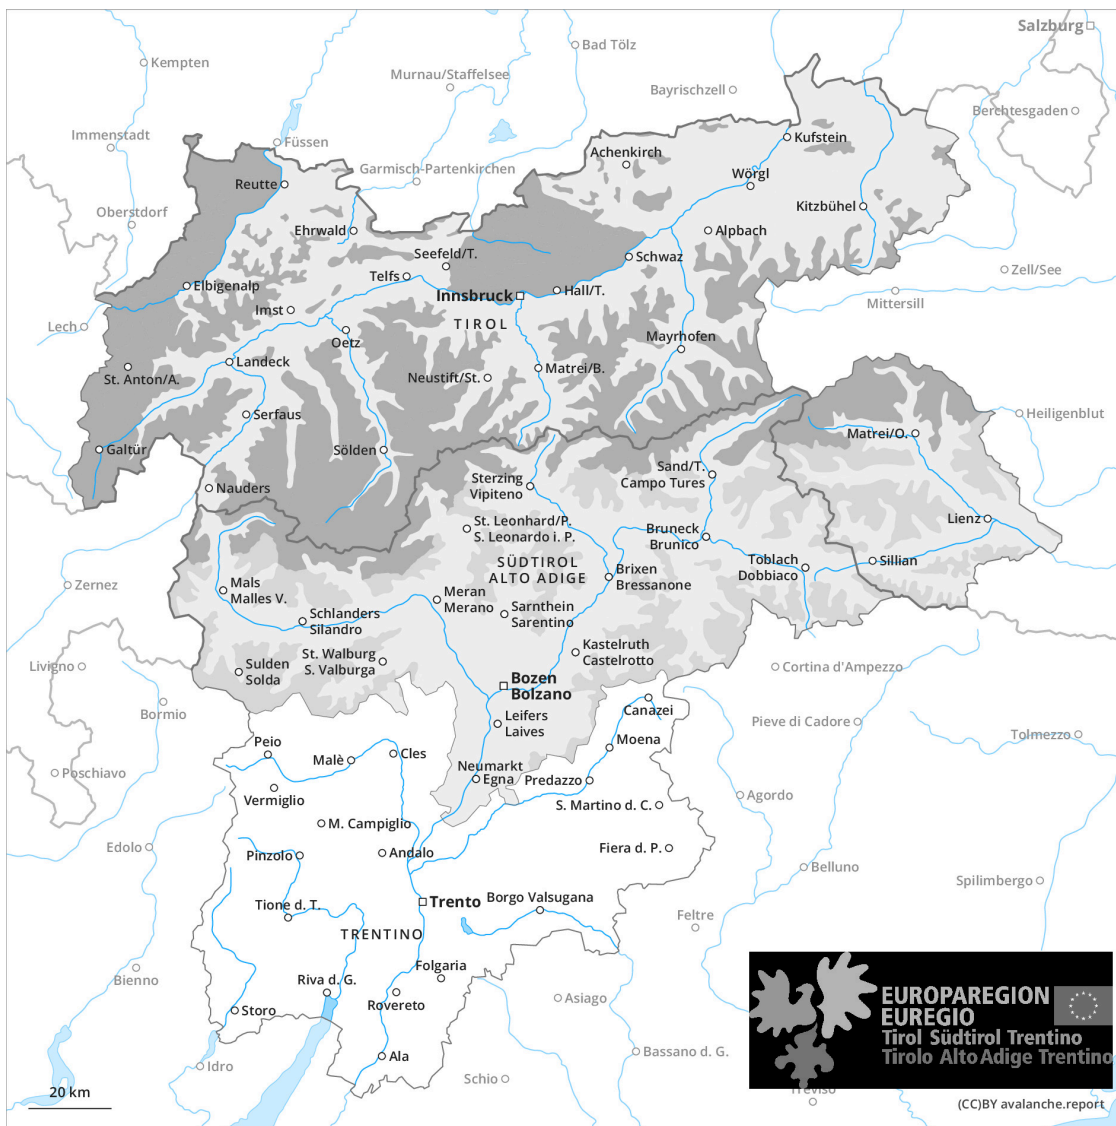 Salzburg
Bad Tölz
Kempten
Murnau/Staffelsee
Bayrischzell
Berchtesgaden
Immenstadt
Füssen
Kufstein
Achenkirch
Garmisch-Partenkirchen
Wörgl
Reutte
Oberstdorf
Kitzbühel
Ehrwald
Alpbach
Seefeld/T.
Schwaz
Zell/See
Telfs
Elbigenalp
Hall/T.
Innsbruck
Mittersill
Imst
TIROL
Lech
Oetz
Mayrhofen
Landeck
Matrei/B.
St. Anton/A.
Neustift/St.
Serfaus
Heiligenblut
Matrei/O.
Galtür
Sölden
Sand/T.
Campo Tures
Sterzing
Vipiteno
Nauders
Lienz
St. Leonhard/P.
S. Leonardo i. P.
Bruneck
Brunico
SÜDTIROL
ALTO ADIGE
Toblach
Dobbiaco
Sillian
Brixen
Bressanone
Zernez
Mals
Malles V.
Meran
Merano
Schlanders
Silandro
Sarnthein
Sarentino
Kastelruth
Castelrotto
St. Walburg
S. Valburga
Livigno
Sulden
Solda
Cortina d'Ampezzo
Bozen
Bolzano
Canazei
Bormio
Leifers
Laives
Pieve di Cadore
Tolmezzo
Moena
Peio
Malè
Cles
Neumarkt
Egna
Predazzo
Poschiavo
Vermiglio
Agordo
S. Martino d. C.
M. Campiglio
Edolo
Pinzolo
Andalo
Fiera d. P.
Belluno
Spilimbergo
Tione d. T.
Trento
Borgo Valsugana
Feltre
TRENTINO
Bienno
Folgaria
Riva d. G.
Rovereto
Asiago
Storo
EUROPAREGION
EUREGIO
Tirol Südtirol Trentino
Tirolo Alto Adige Trentino
Ala
Idro
Bassano d. G.
Schio
Treviso
20 km
(CC)BY avalanche.report